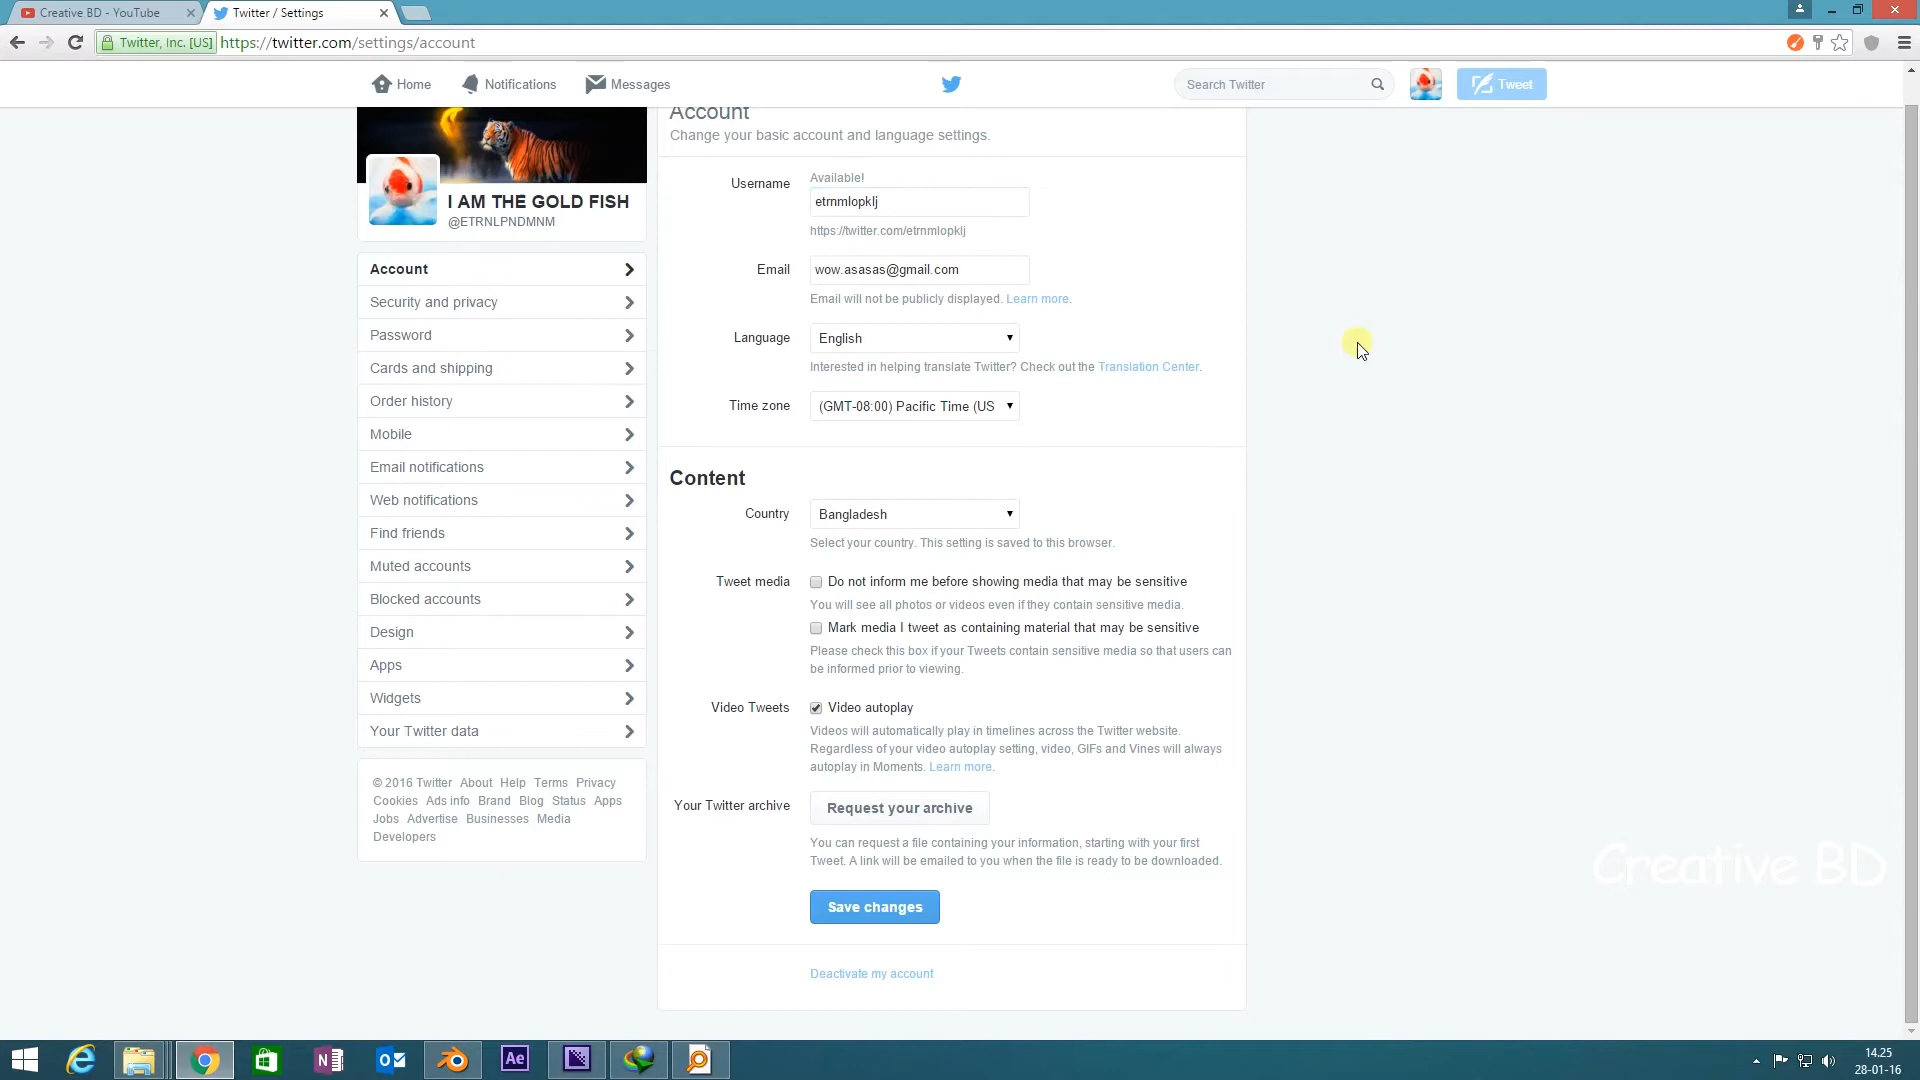 Creative BD - YouTube
Twitter / Settings
Twitter, Inc. [US] https://twitter.com/settings/account
Home
Notifications
Messages
Search Twitter
Tweet
Account
Change your basic account and language settings.
I AM THE GOLD FISH
@ETRNLPNDMNM
Account
Security and privacy
Password
Cards and shipping
Order history
Mobile
Email notifications
Web notifications
Find friends
Muted accounts
Blocked accounts
Design
Apps
Widgets
Your Twitter data
© 2016 Twitter About Help Terms Privacy
Cookies Ads info Brand Blog Status Apps
Jobs Advertise Businesses Media
Developers
Username
Available!
etrnmlopklj
https://twitter.com/etrnmlopklj
Email
wow.asasas@gmail.com
Email will not be publicly displayed. Learn more.
Language
English
Interested in helping translate Twitter? Check out the Translation Center.
Time zone
(GMT-08:00) Pacific Time (US
Content
Country
Bangladesh
Select your country. This setting is saved to this browser.
Tweet media
Do not inform me before showing media that may be sensitive
You will see all photos or videos even if they contain sensitive media.
Mark media I tweet as containing material that may be sensitive
Please check this box if your Tweets contain sensitive media so that users can
be informed prior to viewing.
Video Tweets
Video autoplay
Videos will automatically play in timelines across the Twitter website.
Regardless of your video autoplay setting, video, GIFs and Vines will always
autoplay in Moments. Learn more.
Your Twitter archive
Request your archive
You can request a file containing your information, starting with your first
Tweet. A link will be emailed to you when the file is ready to be downloaded.
Save changes
Deactivate my account
Creative BD
Ae
14.25
28-01-16